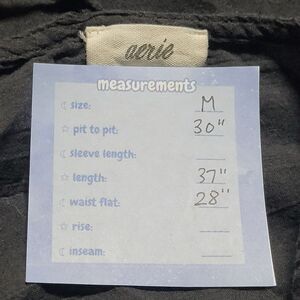 aerie
measurements
size: M
pit to pit: 30"
sleeve length:
length: 37"
waist flat: 28"
rise:
inseam: